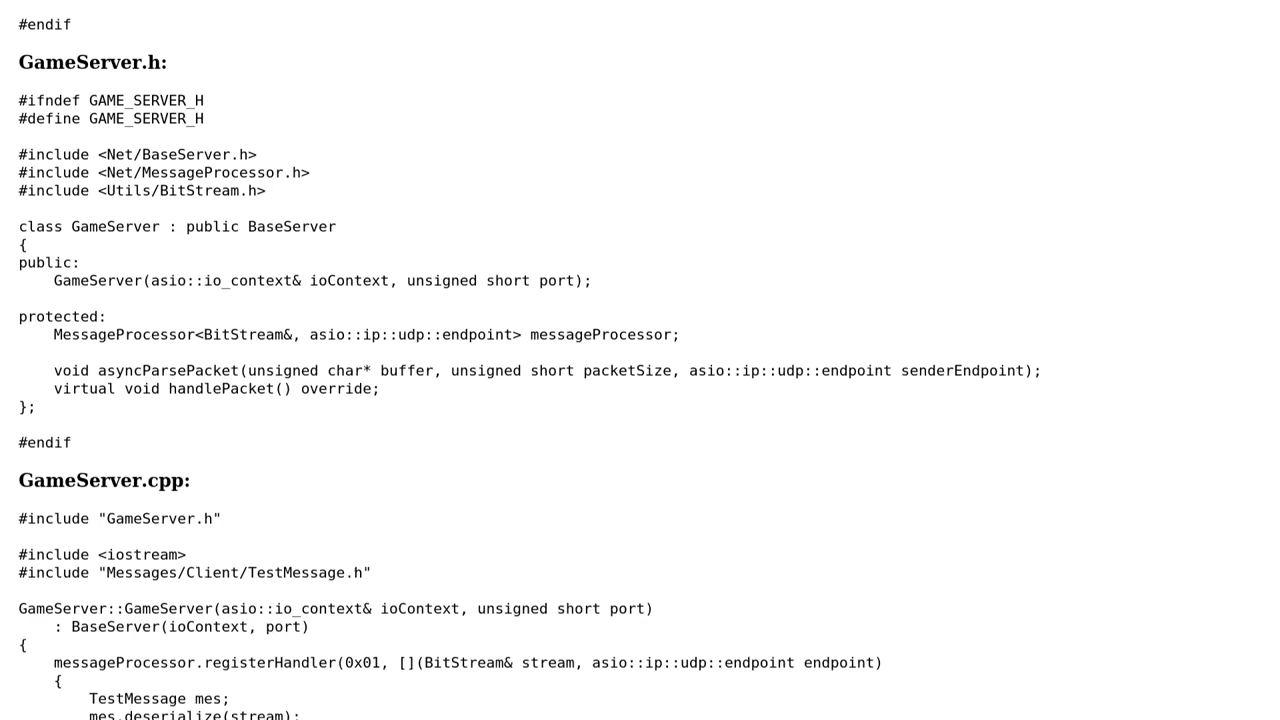 #endif
GameServer.h:
#ifndef GAME_SERVER_H
#define GAME_SERVER_H
#include <Net/BaseServer.h>
#include <Net/MessageProcessor.h>
#include <Utils/BitStream.h>
class GameServer : public BaseServer
{
public:
    GameServer(asio::io_context& ioContext, unsigned short port);
protected:
    MessageProcessor<BitStream&, asio::ip::udp::endpoint> messageProcessor;
    void asyncParsePacket(unsigned char* buffer, unsigned short packetSize, asio::ip::udp::endpoint senderEndpoint);
    virtual void handlePacket() override;
};
#endif
GameServer.cpp:
#include "GameServer.h"
#include <iostream>
#include "Messages/Client/TestMessage.h"
GameServer::GameServer(asio::io_context& ioContext, unsigned short port)
    : BaseServer(ioContext, port)
{
    messageProcessor.registerHandler(0x01, [](BitStream& stream, asio::ip::udp::endpoint endpoint)
    {
        TestMessage mes;
        mes.deserialize(stream);